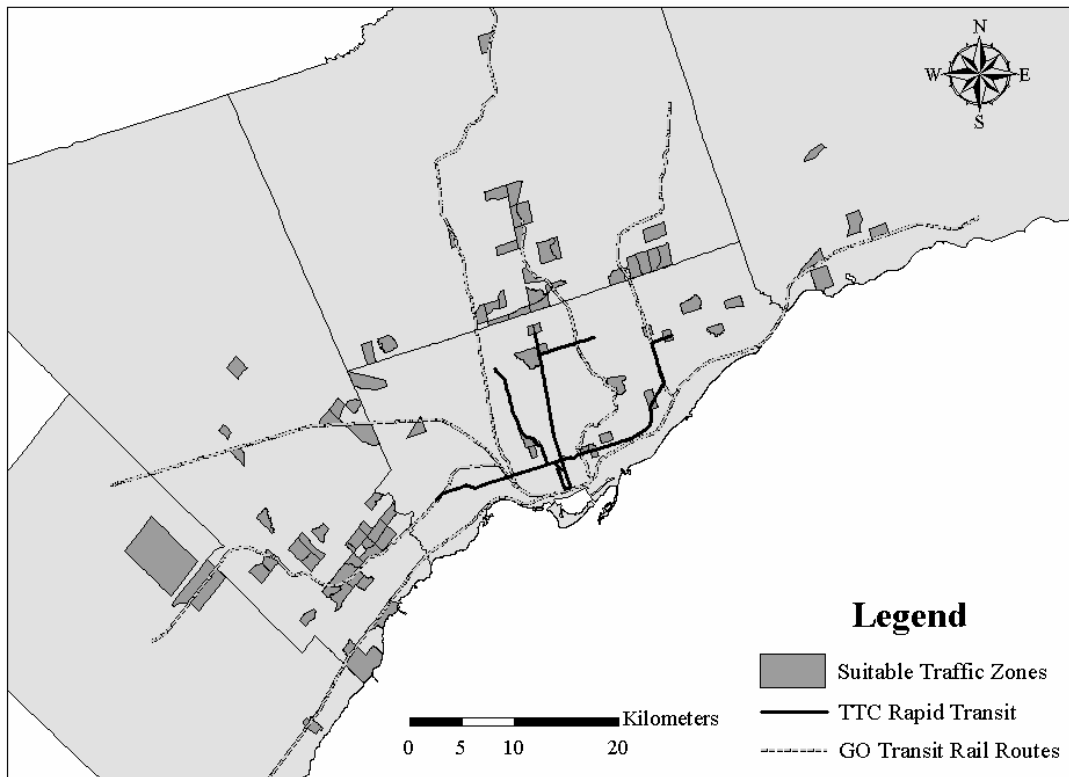 N
W E
S
Legend
Suitable Traffic Zones
TTC Rapid Transit
GO Transit Rail Routes
Kilometers
0 5 10 20